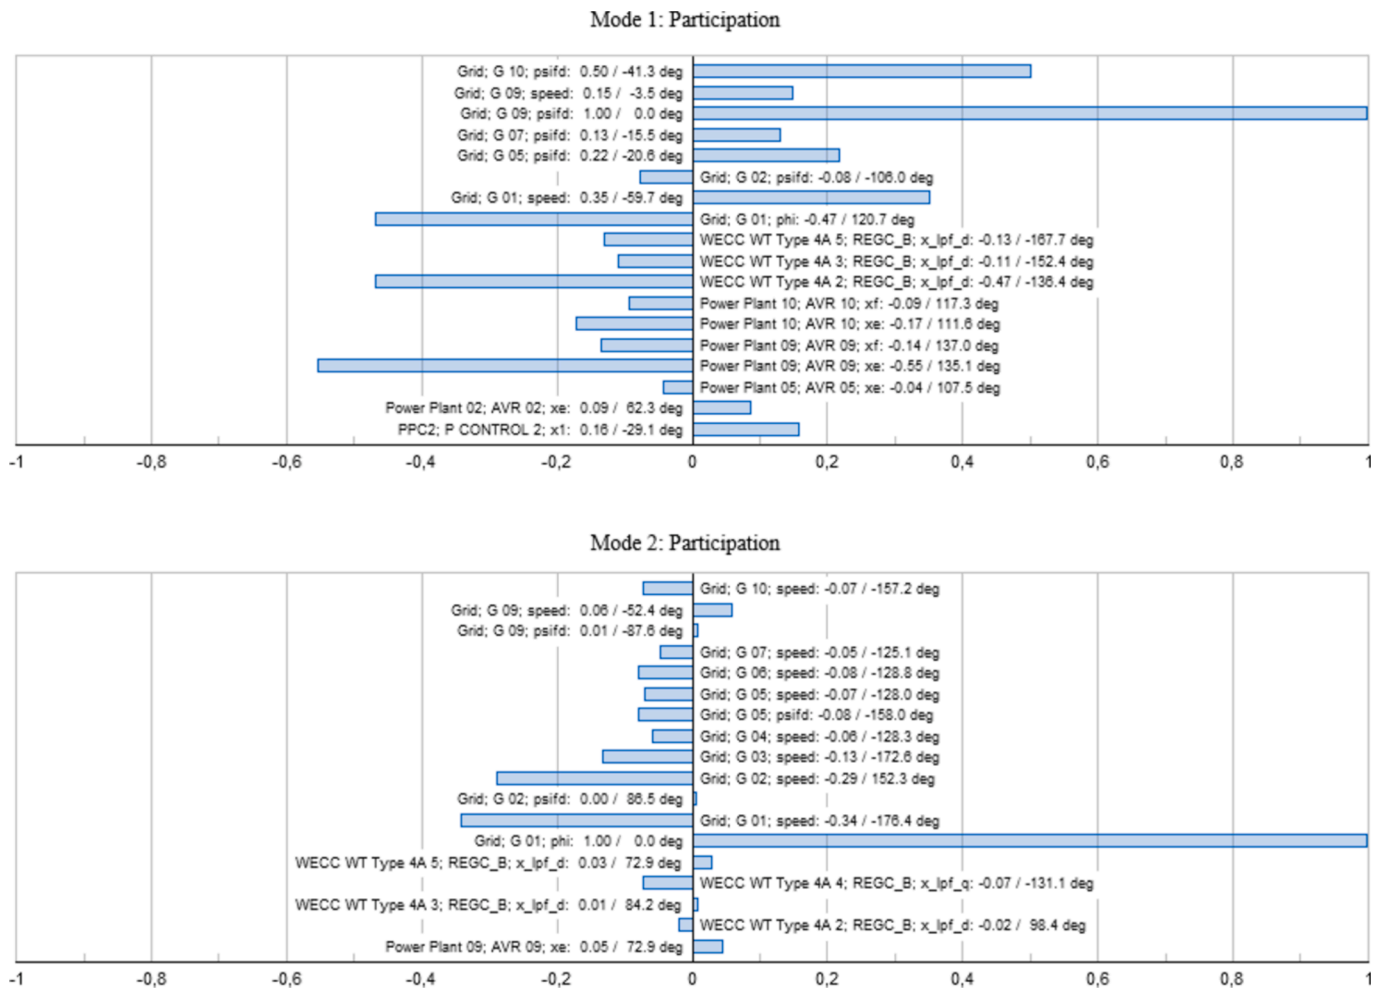 Mode 1: Participation
Grid; G 10; psifd: 0.50 / -41.3 deg
Grid; G 09; speed: 0.15 / -3.5 deg
Grid; G 09; psifd: 1.00 / 0.0 deg
Grid; G 07; psifd: 0.13 / -15.5 deg
Grid; G 05; psifd: 0.22 / -20.6 deg
Grid; G 02; psifd: -0.08 / -106.0 deg
Grid; G 01; speed: 0.35 / -59.7 deg
Grid; G 01; phi: -0.47 / 120.7 deg
WECC WT Type 4A 5; REGC_B; x_lpf_d: -0.13 / -167.7 deg
WECC WT Type 4A 3; REGC_B; x_lpf_d: -0.11 / -152.4 deg
WECC WT Type 4A 2; REGC_B; x_lpf_d: -0.47 / -136.4 deg
Power Plant 10; AVR 10; xf: -0.09 / 117.3 deg
Power Plant 10; AVR 10; xe: -0.17 / 111.6 deg
Power Plant 09; AVR 09; xf: -0.14 / 137.0 deg
Power Plant 09; AVR 09; xe: -0.55 / 135.1 deg
Power Plant 05; AVR 05; xe: -0.04 / 107.5 deg
Power Plant 02; AVR 02; xe: 0.09 / 62.3 deg
PPC2; P CONTROL 2; x1: 0.16 / -29.1 deg
-1 -0,8 -0,6 -0,4 -0,2 0 0,2 0,4 0,6 0,8 1
Mode 2: Participation
Grid; G 10; speed: -0.07 / -157.2 deg
Grid; G 09; speed: 0.06 / -52.4 deg
Grid; G 09; psifd: 0.01 / -87.6 deg
Grid; G 07; speed: -0.05 / -125.1 deg
Grid; G 06; speed: -0.08 / -128.8 deg
Grid; G 05; speed: -0.07 / -128.0 deg
Grid; G 05; psifd: -0.08 / -158.0 deg
Grid; G 04; speed: -0.06 / -128.3 deg
Grid; G 03; speed: -0.13 / -172.6 deg
Grid; G 02; speed: -0.29 / 152.3 deg
Grid; G 02; psifd: 0.00 / 86.5 deg
Grid; G 01; speed: -0.34 / -176.4 deg
Grid; G 01; phi: 1.00 / 0.0 deg
WECC WT Type 4A 5; REGC_B; x_lpf_d: 0.03 / 72.9 deg
WECC WT Type 4A 4; REGC_B; x_lpf_q: -0.07 / -131.1 deg
WECC WT Type 4A 3; REGC_B; x_lpf_d: 0.01 / 84.2 deg
WECC WT Type 4A 2; REGC_B; x_lpf_d: -0.02 / 98.4 deg
Power Plant 09; AVR 09; xe: 0.05 / 72.9 deg
-1 -0,8 -0,6 -0,4 -0,2 0 0,2 0,4 0,6 0,8 1